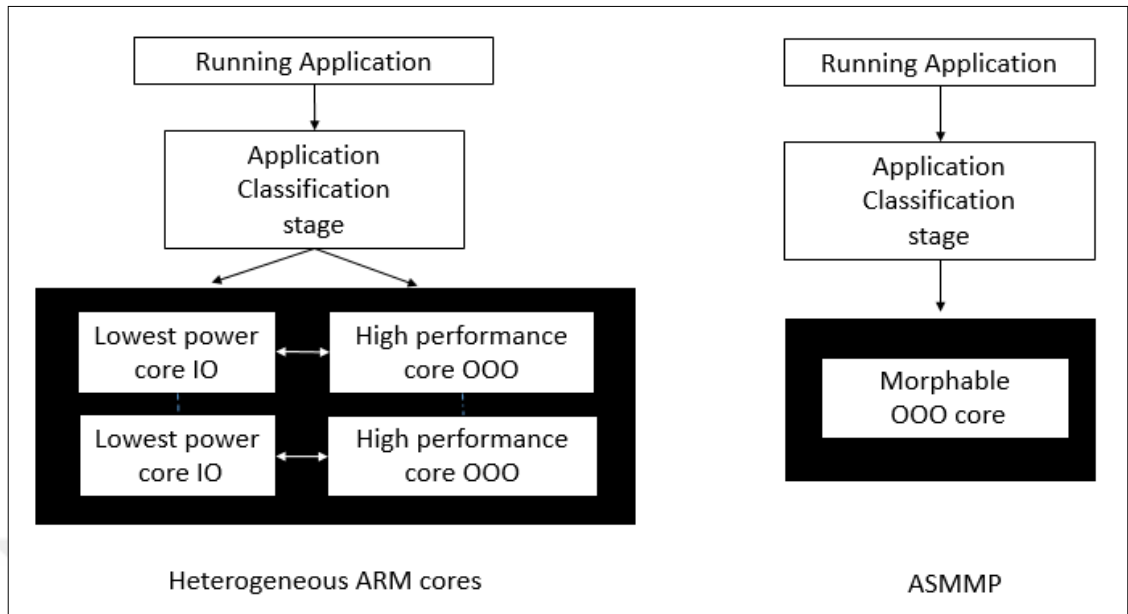 Running Application
Application
Classification
stage
Lowest power
core IO
High performance
core OOO
Lowest power
core IO
High performance
core OOO
Heterogeneous ARM cores
Running Application
Application
Classification
stage
Morphable
OOO core
ASMMP